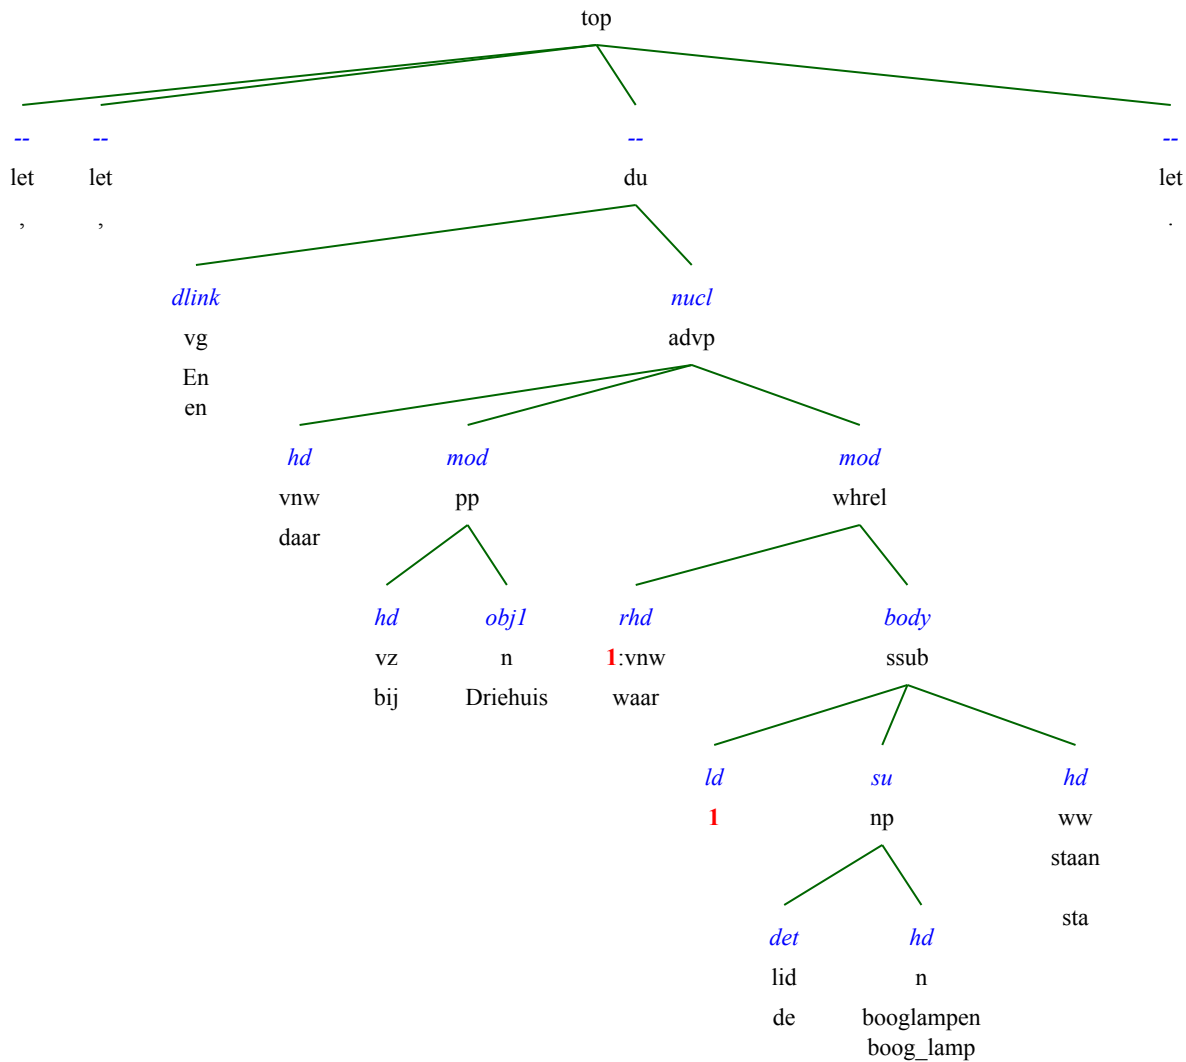 top
-- -- -- --
let let du let
, , .
dlink nucl
vg advp
En
en
hd mod mod
vnw pp whrel
daar
hd obj1 rhd body
vz n 1:vnw ssub
bij Driehuis waar
ld su hd
1 np ww
staan
sta
det hd
lid n
de booglampen
boog_lamp